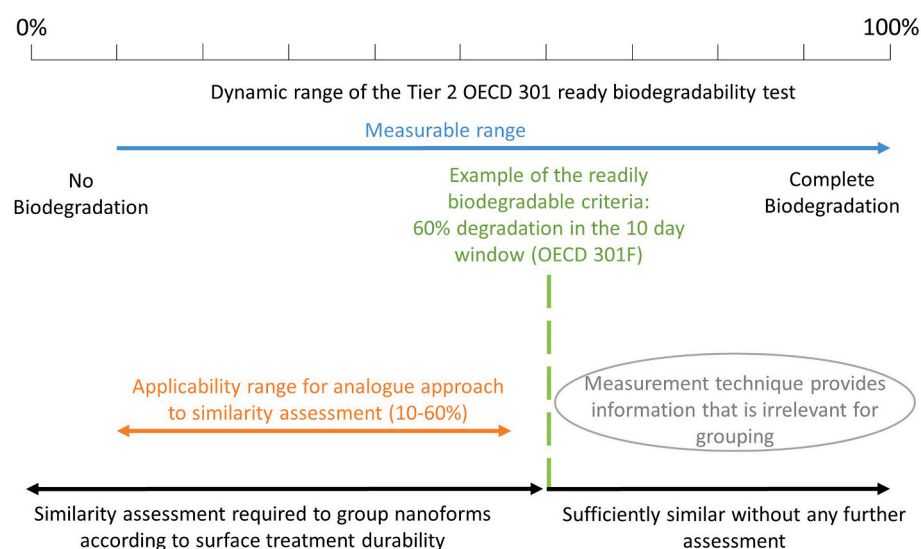 0%
100%
Dynamic range of the Tier 2 OECD 301 ready biodegradability test
Measurable range
No
Biodegradation
Example of the readily
biodegradable criteria:
60% degradation in the 10 day
window (OECD 301F)
Complete
Biodegradation
Applicability range for analogue approach
to similarity assessment (10-60%)
Measurement technique provides
information that is irrelevant for
grouping
Similarity assessment required to group nanoforms
according to surface treatment durability
Sufficiently similar without any further
assessment